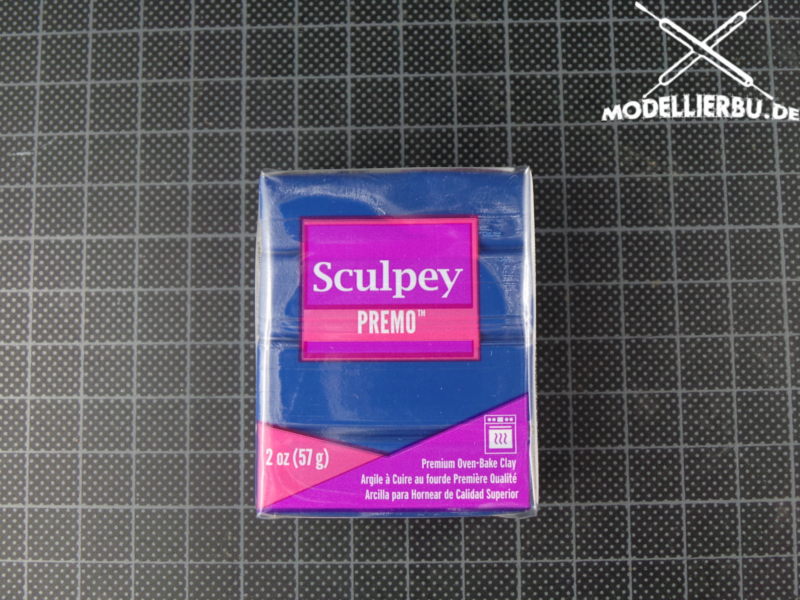 MODELLIERBU.DE
Sculpey
PREMO™
2 oz (57 g)
Premium Oven-Bake Clay
Argile à Cuire au fourde Première Qualité
Arcilla para Hornear de Calidad Superior